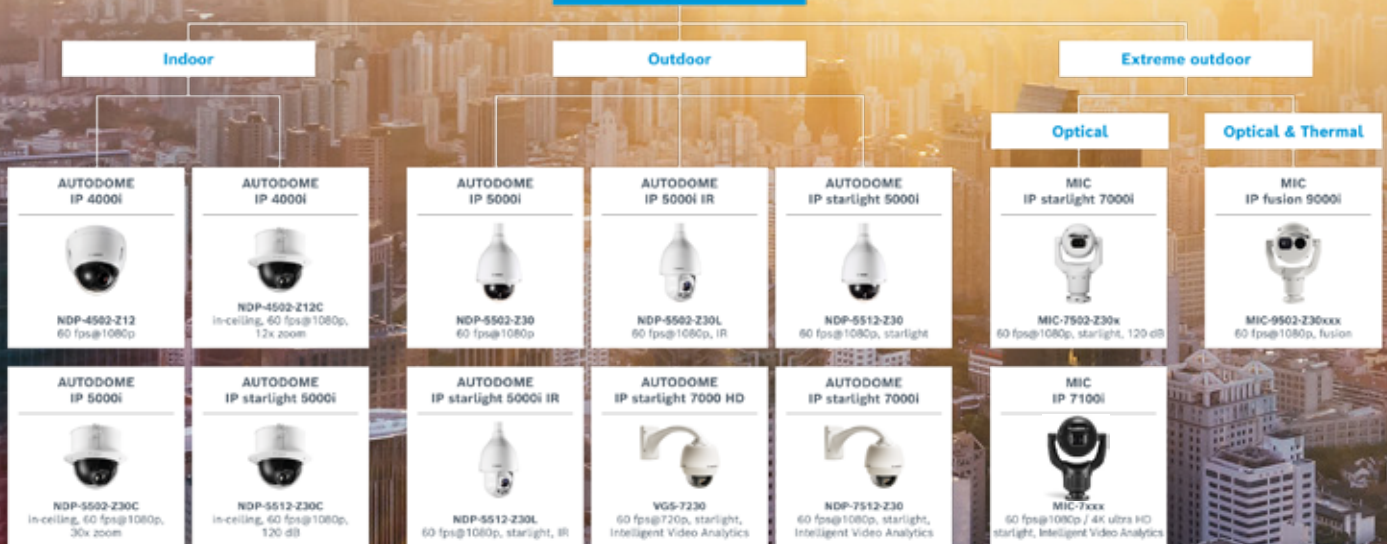 Indoor
Outdoor
Extreme outdoor
Optical
Optical & Thermal
AUTODOME
IP 4000i
NDP-4502-Z12
60 fps@1080p
AUTODOME
IP 4000i
NDP-4502-Z12C
in-ceiling, 60 fps@1080p,
12x zoom
AUTODOME
IP 5000i
NDP-5502-Z30
60 fps@1080p
AUTODOME
IP 5000i IR
NDP-5502-Z30L
60 fps@1080p, IR
AUTODOME
IP starlight 5000i
NDP-5512-Z30
60 fps@1080p, starlight
MIC
IP starlight 7000i
MIC-7502-Z30x
60 fps@1080p, starlight, 120 dB
MIC
IP fusion 9000i
MIC-9502-Z30xxx
60 fps@1080p, fusion
AUTODOME
IP 5000i
NDP-5502-Z30C
in-ceiling, 60 fps@1080p,
30x zoom
AUTODOME
IP starlight 5000i
NDP-5512-Z30C
in-ceiling, 60 fps@1080p,
120 dB
AUTODOME
IP starlight 5000i IR
NDP-5512-Z30L
60 fps@1080p, starlight, IR
AUTODOME
IP starlight 7000 HD
VG5-7230
60 fps@720p, starlight,
Intelligent Video Analytics
AUTODOME
IP starlight 7000i
NDP-7512-Z30
60 fps@1080p, starlight,
Intelligent Video Analytics
MIC
IP 7100i
MIC-7xxx
60 fps@1080p / 4K ultra HD
starlight, Intelligent Video Analytics